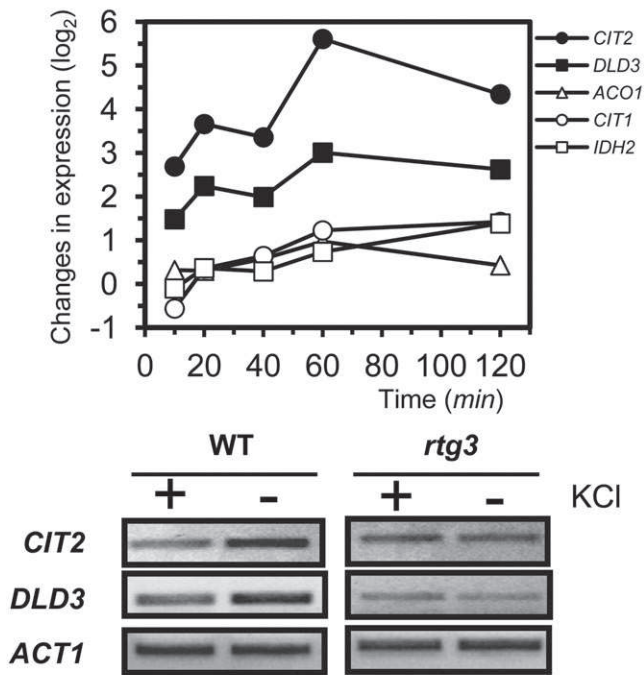 Changes in expression (log2)
6
5
4
3
2
1
0
-1
0 20 40 60 80 100 120
Time (min)
CIT2
DLD3
ACO1
CIT1
IDH2
WT rtg3
+ - + - KCl
CIT2
DLD3
ACT1